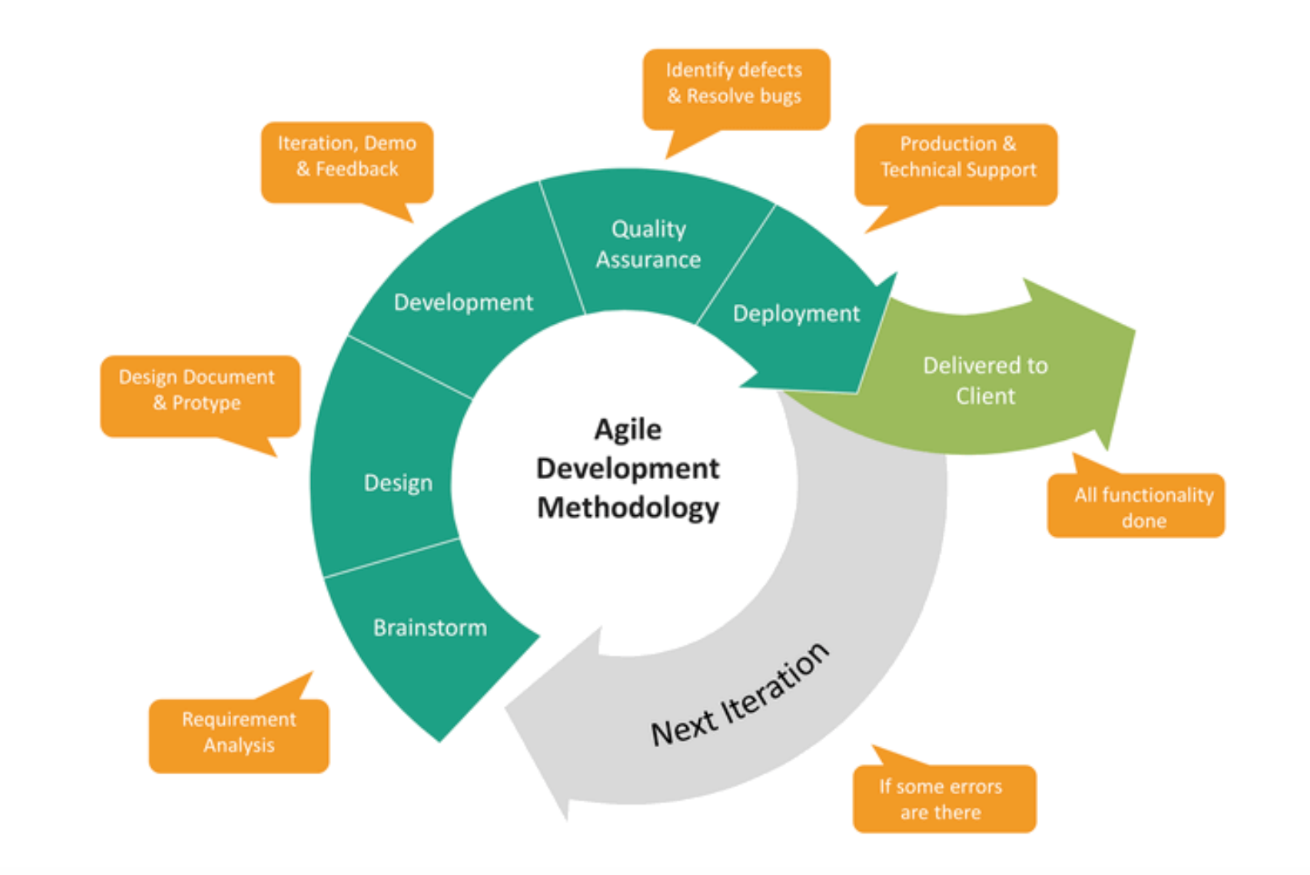 Identify defects
& Resolve bugs
Iteration, Demo
& Feedback
Production &
Technical Support
Quality
Assurance
Development
Deployment
Delivered to
Client
Design Document
& Protype
Agile
Development
Methodology
Design
All functionality
done
Brainstorm
Next Iteration
Requirement
Analysis
If some errors
are there